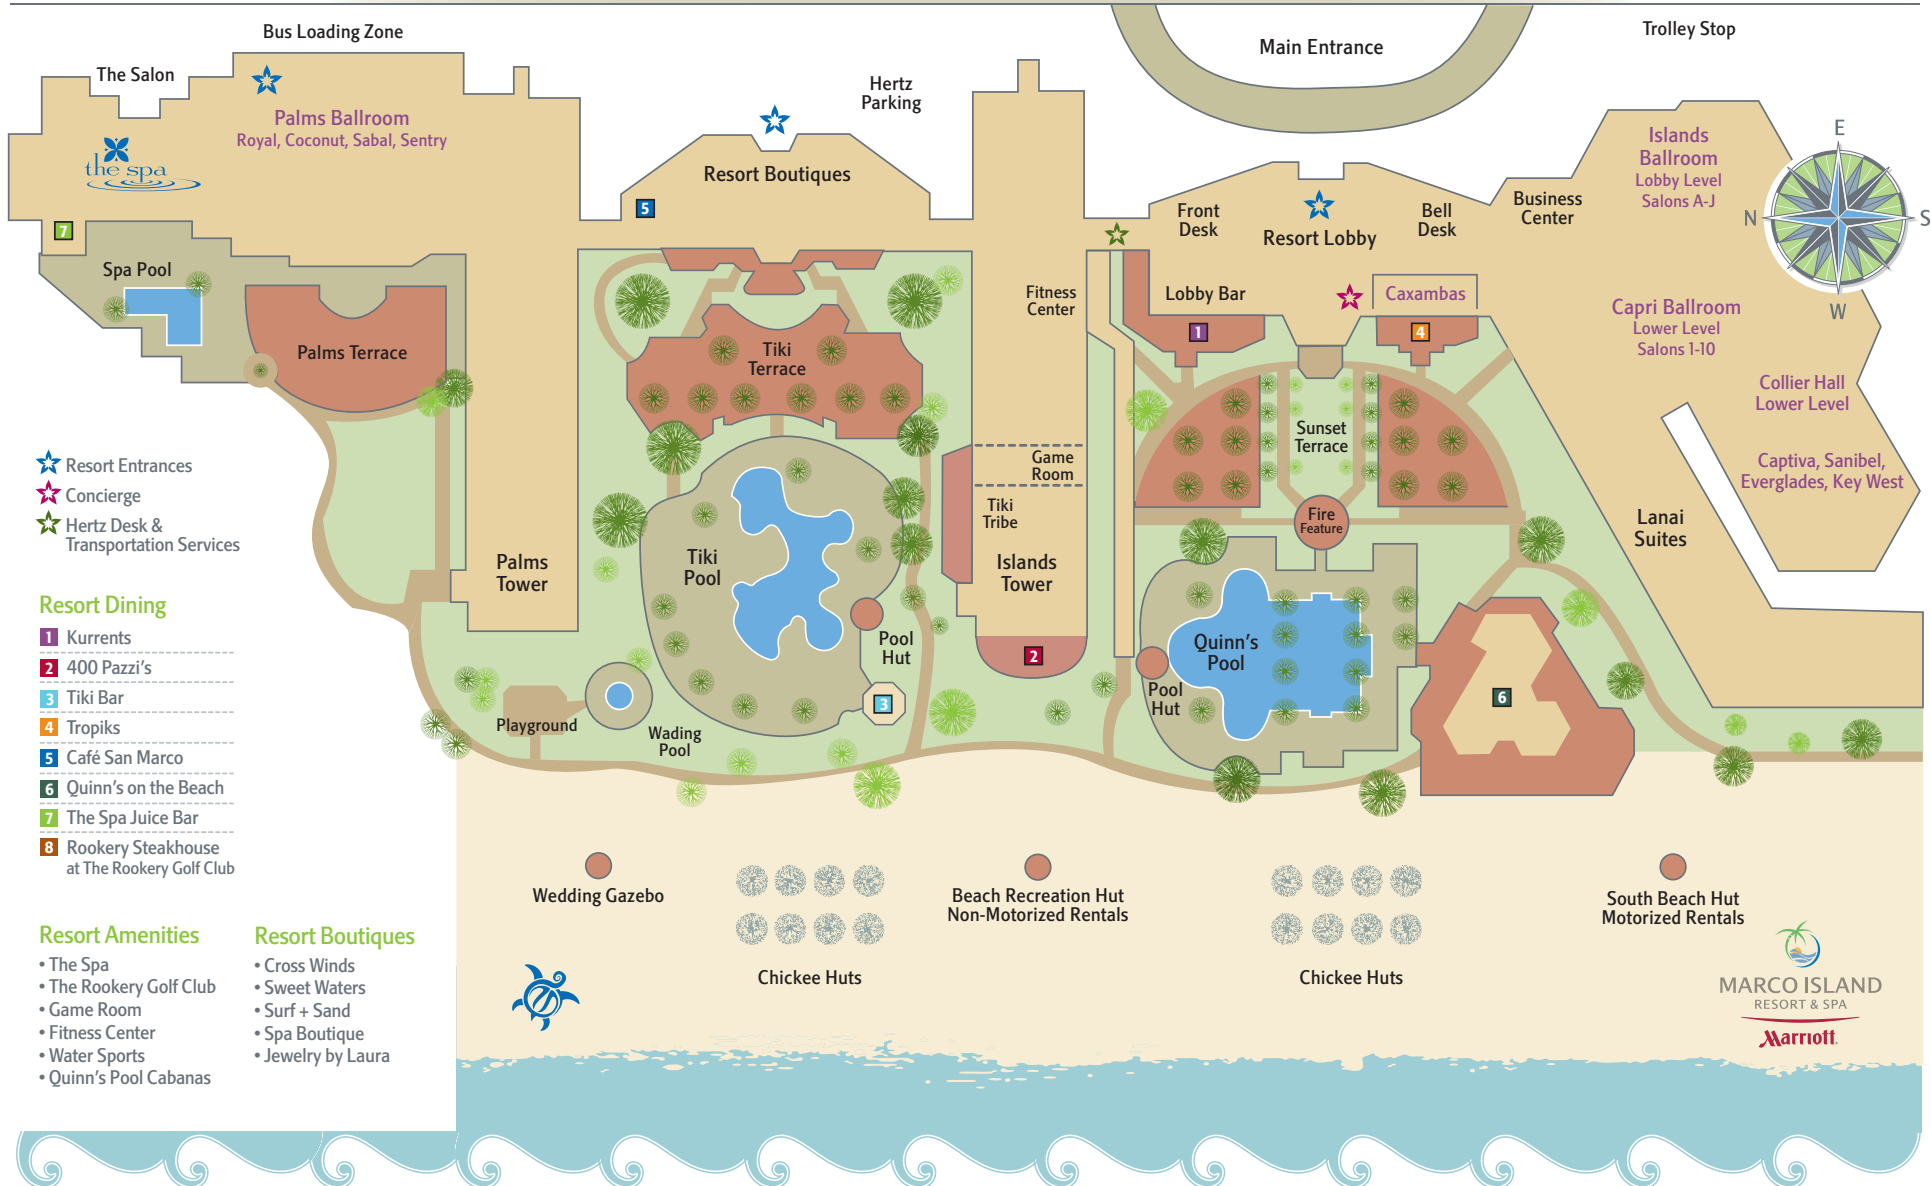 Bus Loading Zone
Main Entrance
Trolley Stop
The Salon
Hertz
Parking
Palms Ballroom
Royal, Coconut, Sabal, Sentry
the spa
Resort Boutiques
5
7
Spa Pool
Palms Terrace
Front
Desk
Resort Lobby
Bell
Desk
Business
Center
Islands
Ballroom
Lobby Level
Salons A-J
E
N
S
W
Fitness
Center
Lobby Bar
Caxambas
1
4
Capri Ballroom
Lower Level
Salons 1-10
Collier Hall
Lower Level
Captiva, Sanibel,
Everglades, Key West
Tiki
Terrace
Sunset
Terrace
Game
Room
Tiki
Tribe
Fire
Feature
Lanai
Suites
Palms
Tower
Tiki
Pool
Islands
Tower
Pool
Hut
2
Quinn's
Pool
Pool
Hut
3
6
Playground
Wading
Pool
Resort Entrances
Concierge
Hertz Desk &
Transportation Services
Resort Dining
1 Kurrents
2 400 Pazzi's
3 Tiki Bar
4 Tropiks
5 Café San Marco
6 Quinn's on the Beach
7 The Spa Juice Bar
8 Rookery Steakhouse
at The Rookery Golf Club
Wedding Gazebo
Beach Recreation Hut
Non-Motorized Rentals
South Beach Hut
Motorized Rentals
Chickee Huts
Chickee Huts
Resort Amenities
• The Spa
• The Rookery Golf Club
• Game Room
• Fitness Center
• Water Sports
• Quinn's Pool Cabanas
Resort Boutiques
• Cross Winds
• Sweet Waters
• Surf + Sand
• Spa Boutique
• Jewelry by Laura
MARCO ISLAND
RESORT & SPA
Marriott.